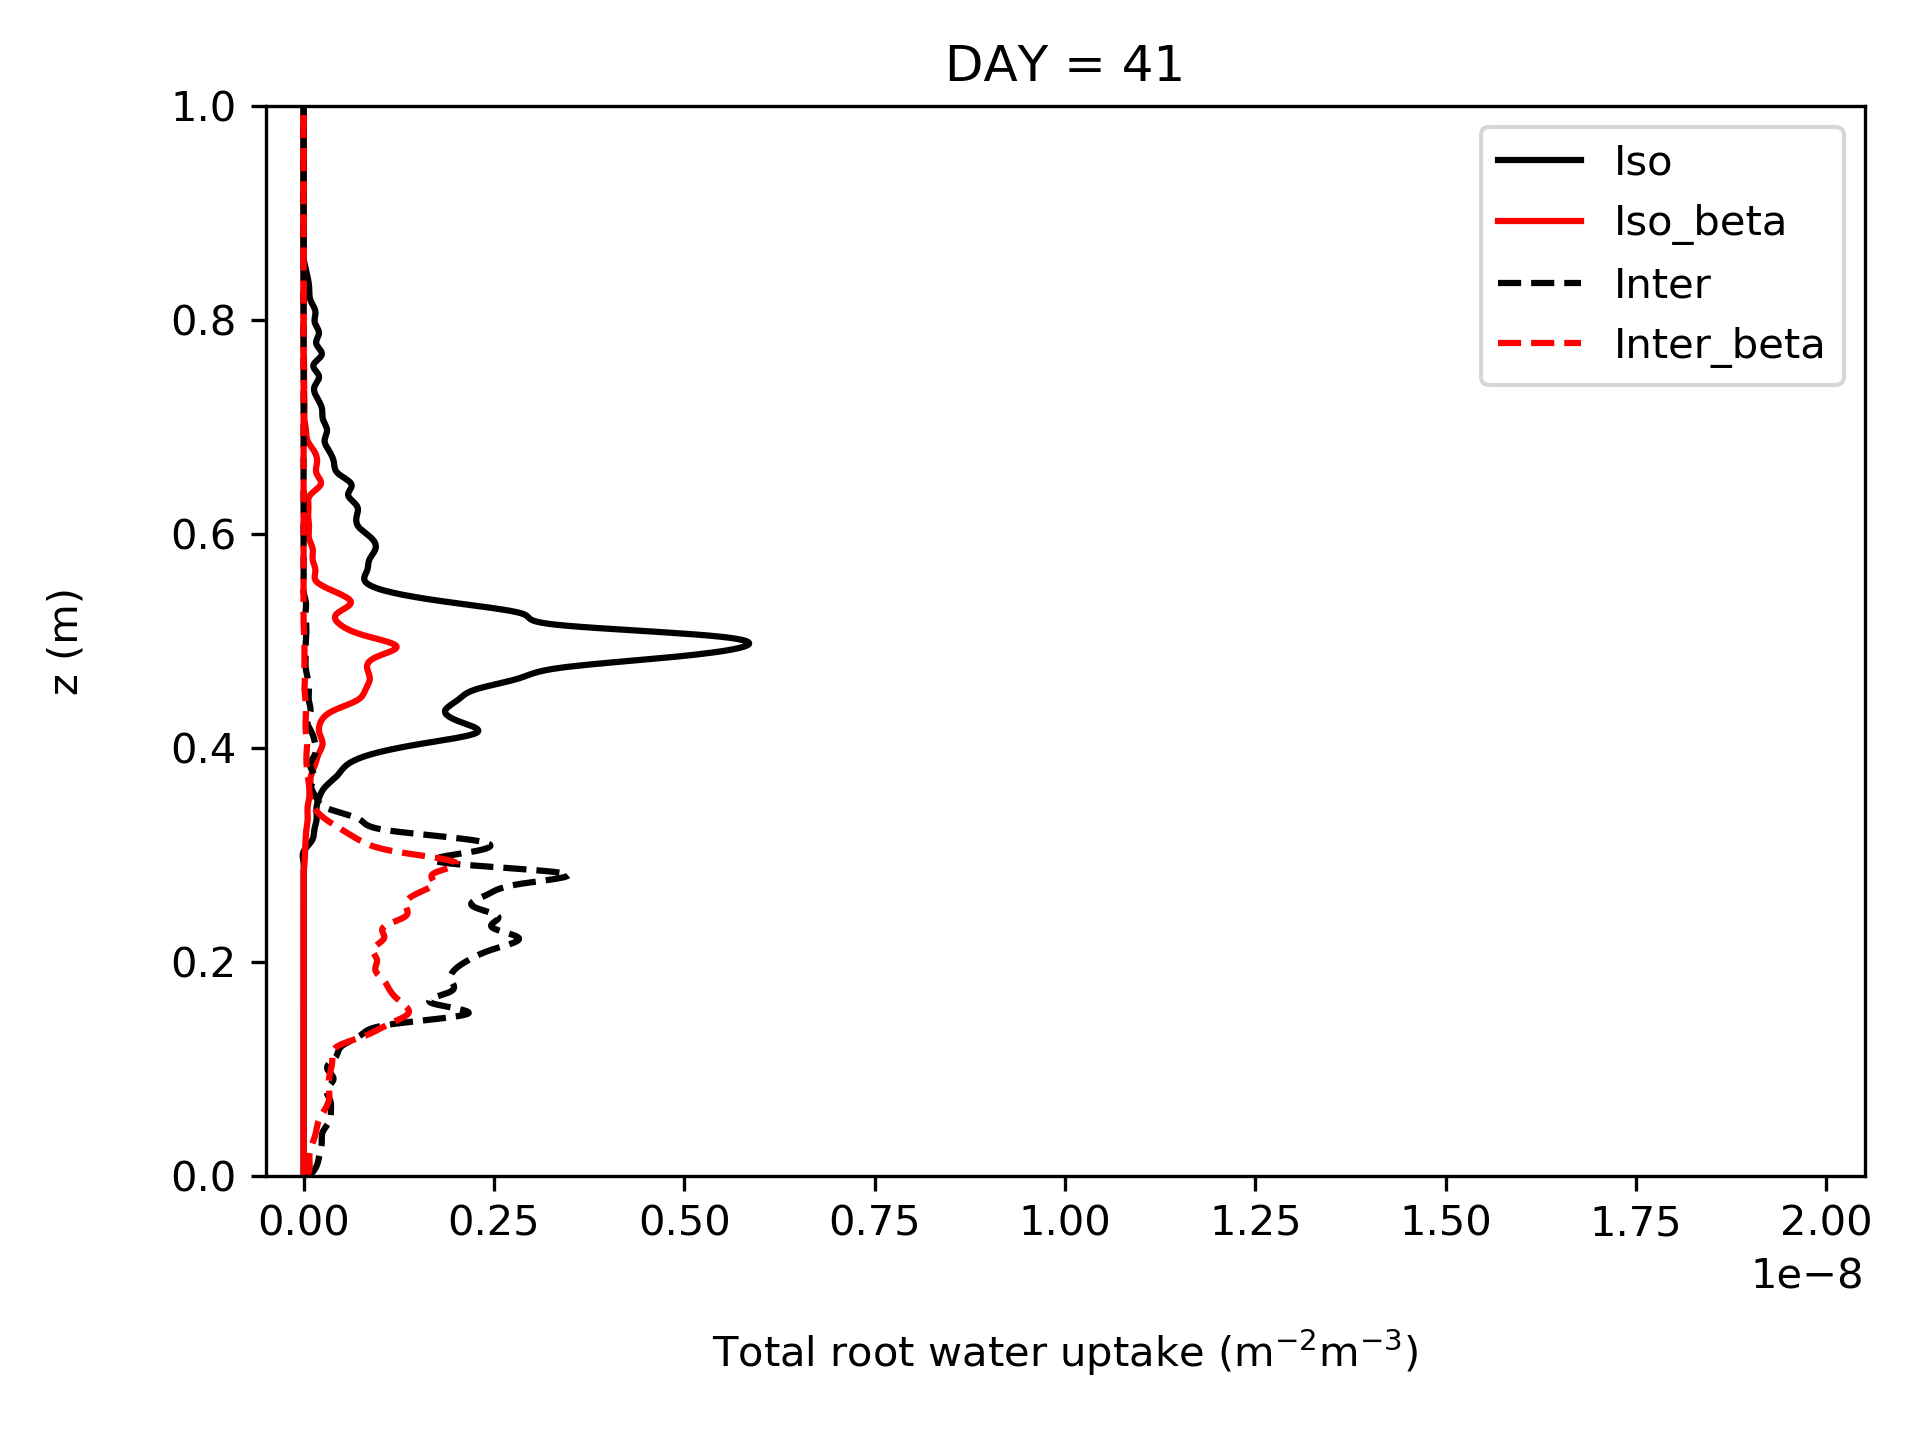 DAY = 41
1.0
0.8
0.6
0.4
0.2
0.0
z (m)
Iso
Iso_beta
Inter
Inter_beta
0.00 0.25 0.50 0.75 1.00 1.25 1.50 1.75 2.00
1e−8
Total root water uptake (m⁻²m⁻³)